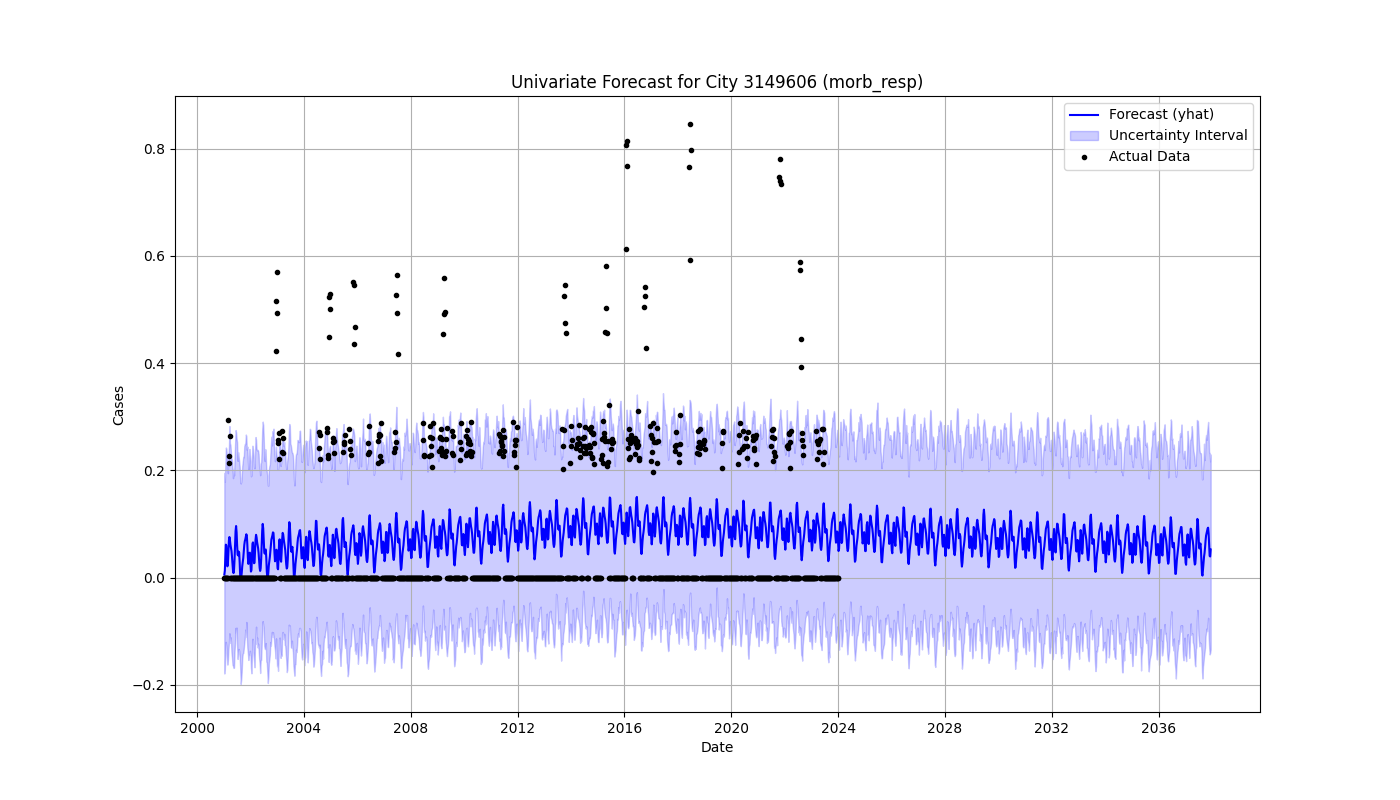 Univariate Forecast for City 3149606 (morb_resp)
Forecast (yhat)
Uncertainty Interval
Actual Data
0.8
0.6
0.4
0.2
0.0
−0.2
Cases
2000 2004 2008 2012 2016 2020 2024 2028 2032 2036
Date